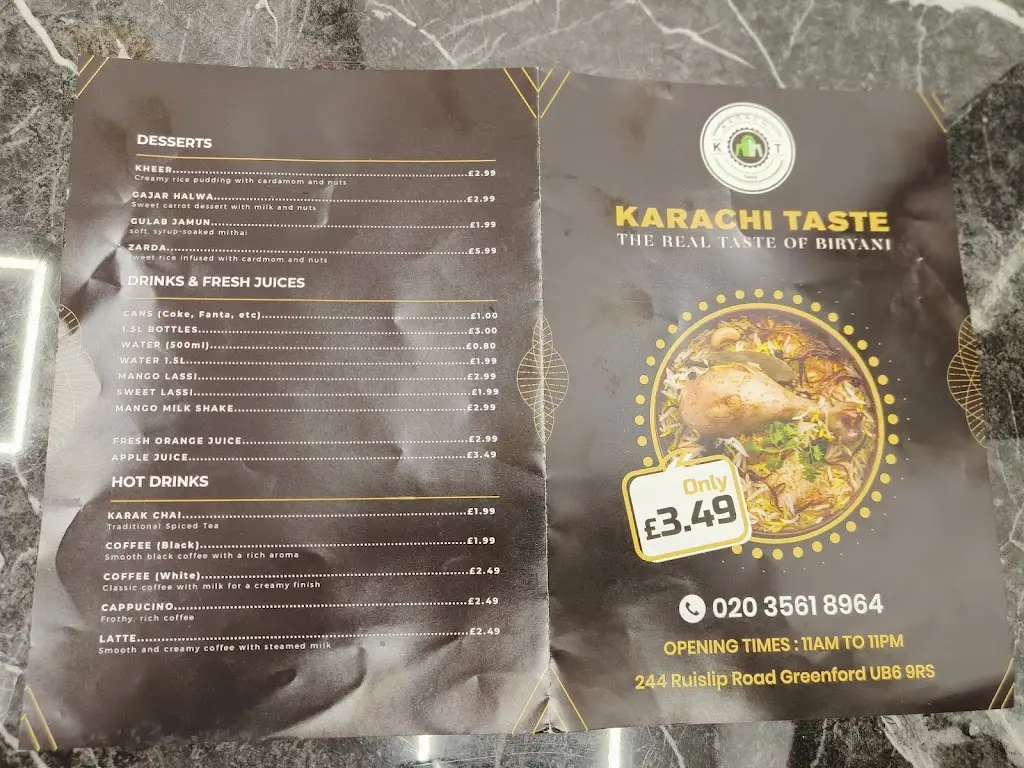 DESSERTS
KHEER £2.99
Creamy rice pudding with cardamom and nuts
GAJAR HALWA £2.99
Sweet carrot dessert with milk and nuts
GULAB JAMUN £1.99
soft, syrup-soaked mithai
ZARDA £5.99
weet rice infused with cardmom and nuts
DRINKS & FRESH JUICES
CANS (Coke, Fanta, etc) £1.00
1.5L BOTTLES £3.00
WATER (500ml) £0.80
WATER 1.5L £1.99
MANGO LASSI £2.99
SWEET LASSI £1.99
MANGO MILK SHAKE £2.99
FRESH ORANGE JUICE £2.99
APPLE JUICE £3.49
HOT DRINKS
KARAK CHAI £1.99
Traditional Spiced Tea
COFFEE (Black) £1.99
Smooth black coffee with a rich aroma
COFFEE (White) £2.49
Classic coffee with milk for a creamy finish
CAPPUCINO £2.49
Frothy, rich coffee
LATTE £2.49
Smooth and creamy coffee with steamed milk
K T
KARACHI TASTE
THE REAL TASTE OF BIRYANI
Only
£3.49
020 3561 8964
OPENING TIMES : 11AM TO 11PM
244 Ruislip Road Greenford UB6 9RS